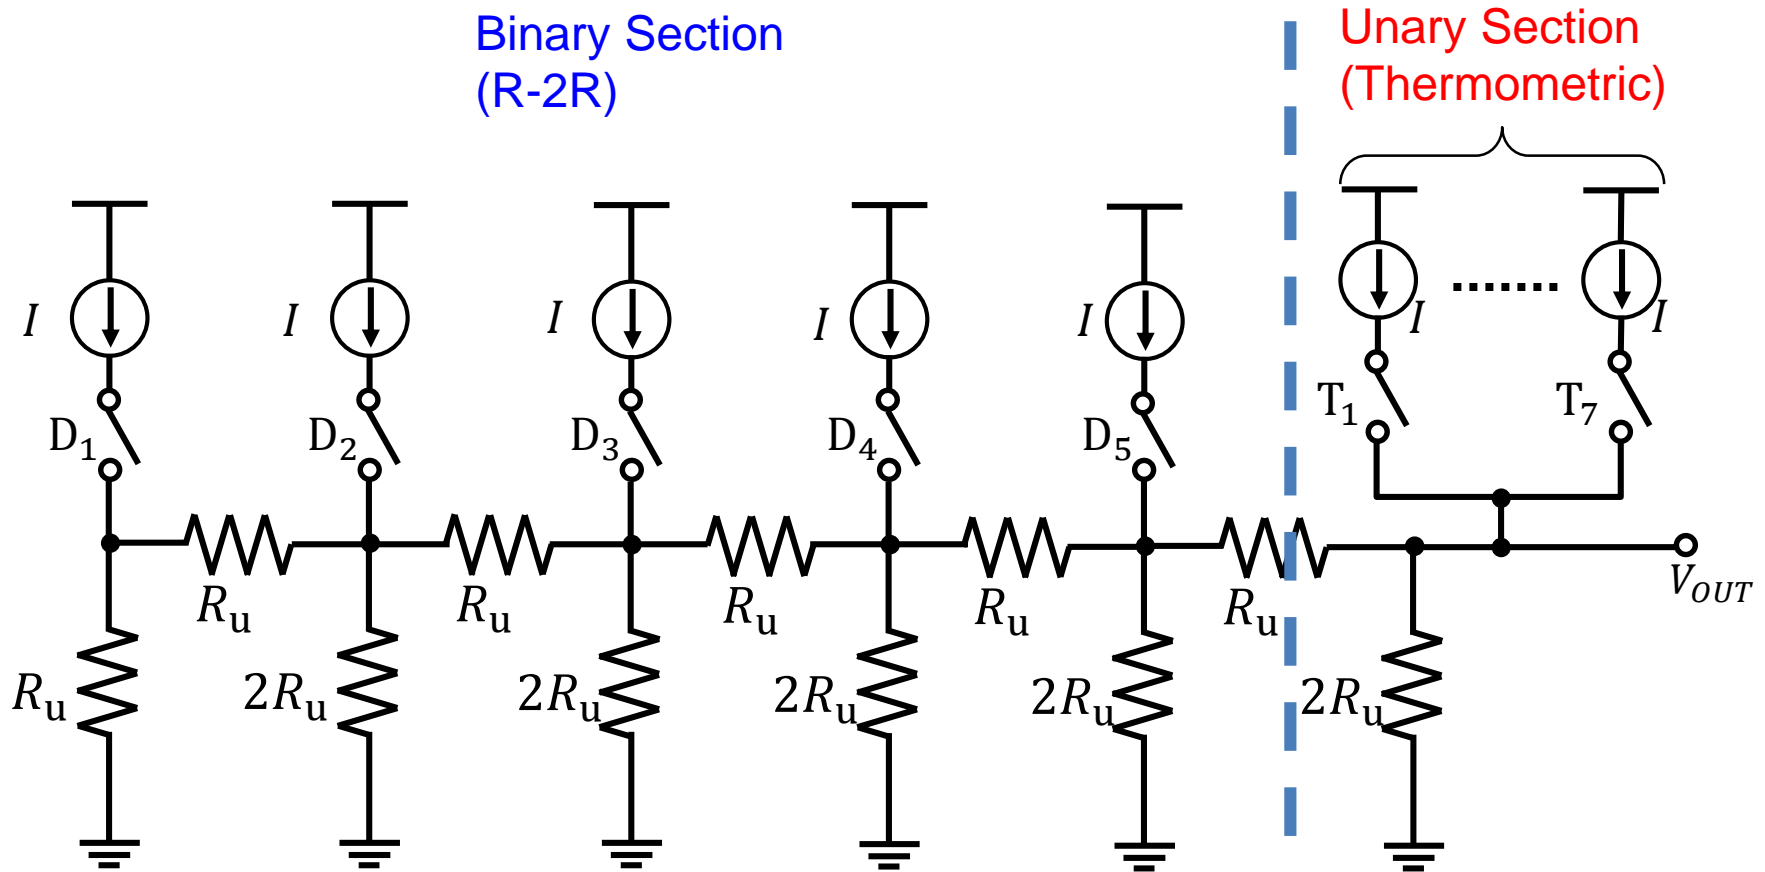 Binary Section
(R-2R)
Unary Section
(Thermometric)
I
I
I
I
I
I
I
D₁
D₂
D₃
D₄
D₅
T₁
T₇
Rᵤ
Rᵤ
Rᵤ
Rᵤ
Rᵤ
V_OUT
Rᵤ
2Rᵤ
2Rᵤ
2Rᵤ
2Rᵤ
2Rᵤ